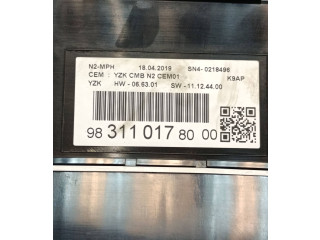 N2-MPH 18.04.2019 SN4-0218496
CEM YZK CMB N2 CEM01 K9AP
YZK HW - 06.63.01 SW - 11.12.44.00
98 311 017 80 00